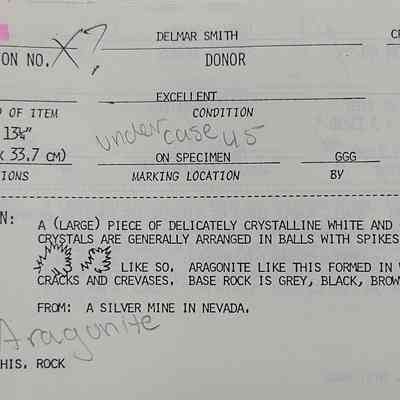 DELMAR SMITH
ON NO. X? DONOR
EXCELLENT
OF ITEM CONDITION
13¼" under case 45
33.7 CM) ON SPECIMEN GGG
IONS MARKING LOCATION BY
N: A (LARGE) PIECE OF DELICATELY CRYSTALLINE WHITE AND
CRYSTALS ARE GENERALLY ARRANGED IN BALLS WITH SPIKES
LIKE SO. ARAGONITE LIKE THIS FORMED IN
CRACKS AND CREVASES. BASE ROCK IS GREY, BLACK, BROW
FROM: A SILVER MINE IN NEVADA.
Aragonite
HIS, ROCK